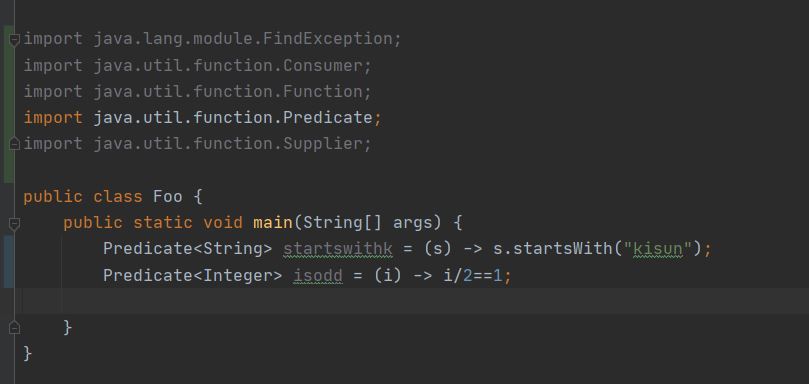 import java.lang.module.FindException;
import java.util.function.Consumer;
import java.util.function.Function;
import java.util.function.Predicate;
import java.util.function.Supplier;
public class Foo {
public static void main(String[] args) {
Predicate<String> startswithk = (s) -> s.startsWith("kisun");
Predicate<Integer> isodd = (i) -> i/2==1;
}
}